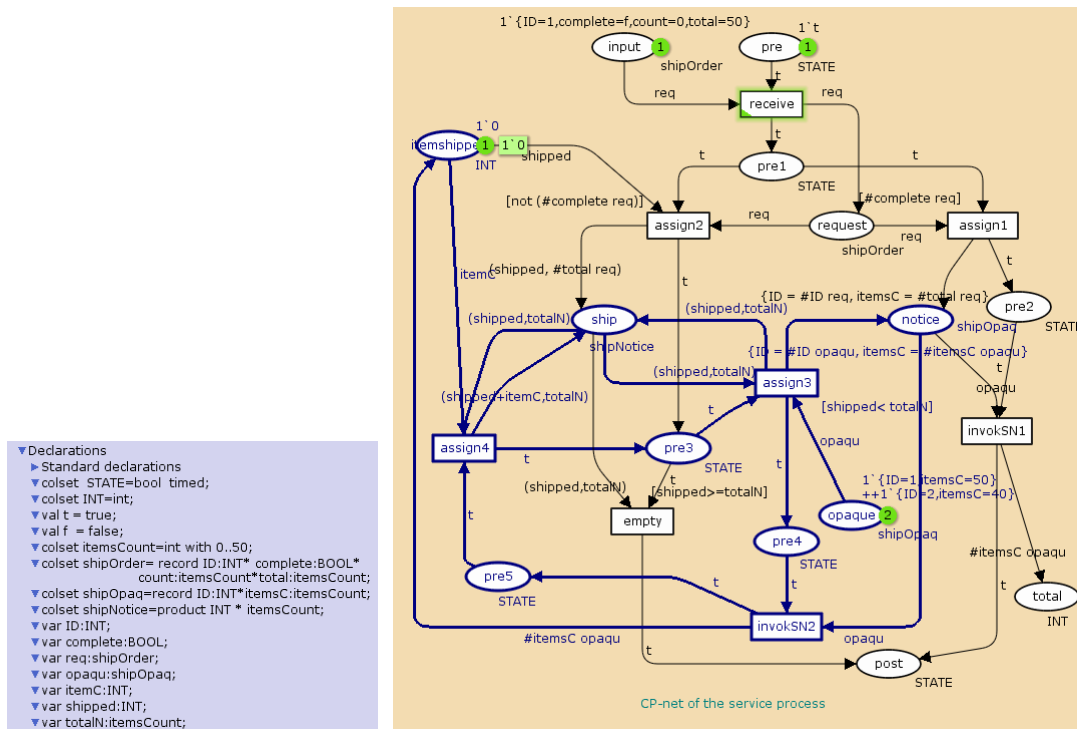 Declarations
Standard declarations
colset STATE=bool timed;
colset INT=int;
val t = true;
val f = false;
colset itemsCount=int with 0..50;
colset shipOrder= record ID:INT* complete:BOOL*
count:itemsCount*total:itemsCount;
colset shipOpaq=record ID:INT*itemsC:itemsCount;
colset shipNotice=product INT * itemsCount;
var ID:INT;
var complete:BOOL;
var req:shipOrder;
var opaqu:shipOpaq;
var itemC:INT;
var shipped:INT;
var totalN:itemsCount;
1`{ID=1,complete=f,count=0,total=50}
1`t
input
1
pre
1
shipOrder
STATE
t
req
receive
req
1`0
t
itemshippe
1
1`0
shipped
INT
t
pre1
t
STATE
[not (#complete req)]
[#complete req]
assign2
req
request
req
assign1
shipOrder
t
itemC
(shipped, #total req)
t
{ID = #ID req, itemsC = #total req}
pre2
(shipped,totalN)
ship
(shipped,totalN)
notice
shipOpaq
STATE
shipNotice
{ID = #ID opaqu, itemsC = #itemsC opaqu}
t
(shipped,totalN)
assign3
opaqu
(shipped+itemC,totalN)
t
[shipped< totalN]
invokSN1
assign4
t
pre3
opaqu
STATE
t
1`{ID=1,itemsC=50}
(shipped,totalN)
[shipped>=totalN]
++1`{ID=2,itemsC=40}
empty
opaque
2
shipOpaq
pre4
STATE
#itemsC opaqu
t
pre5
t
t
STATE
total
t
INT
invokSN2
#itemsC opaqu
opaqu
t
post
STATE
CP-net of the service process